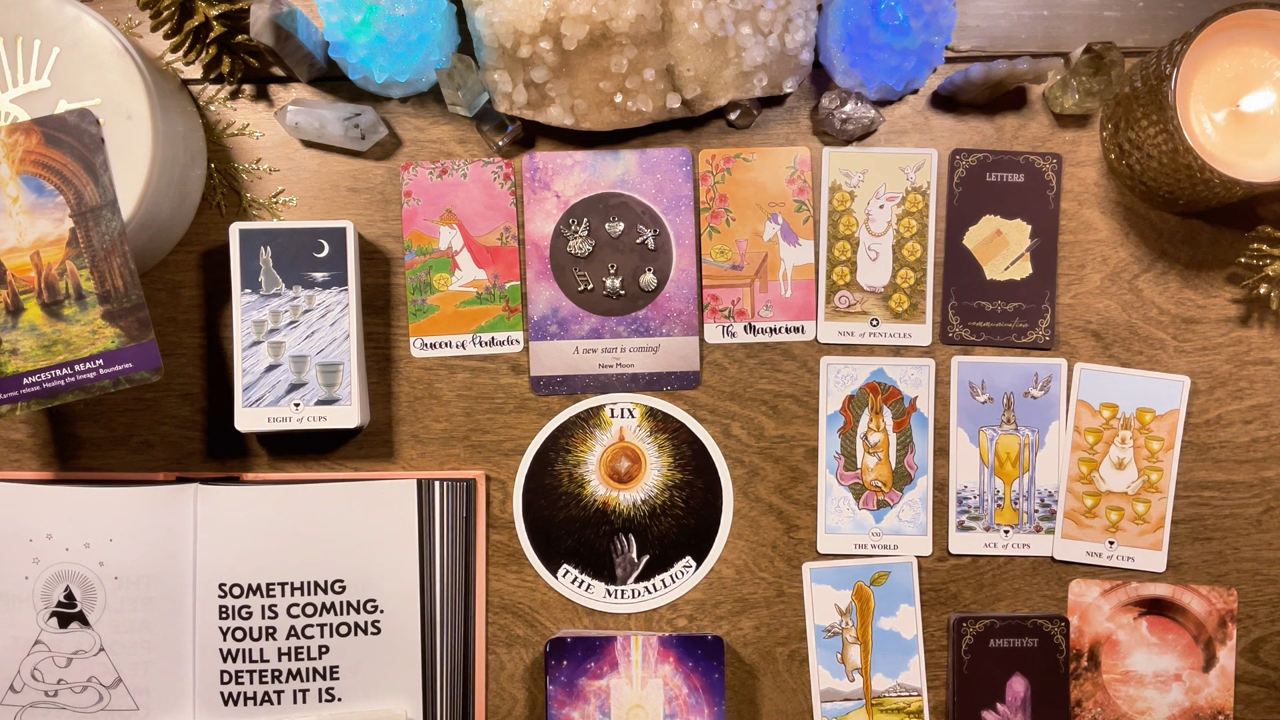 ANCESTRAL REALM
Karmic release. Healing the lineage. Boundaries.
EIGHT of CUPS
Queen of Pentacles
A new start is coming!
New Moon
The Magician
NINE of PENTACLES
LETTERS
communication
LIX
THE MEDALLION
XXI
THE WORLD
ACE of CUPS
NINE of CUPS
SOMETHING
BIG IS COMING.
YOUR ACTIONS
WILL HELP
DETERMINE
WHAT IT IS.
AMETHYST